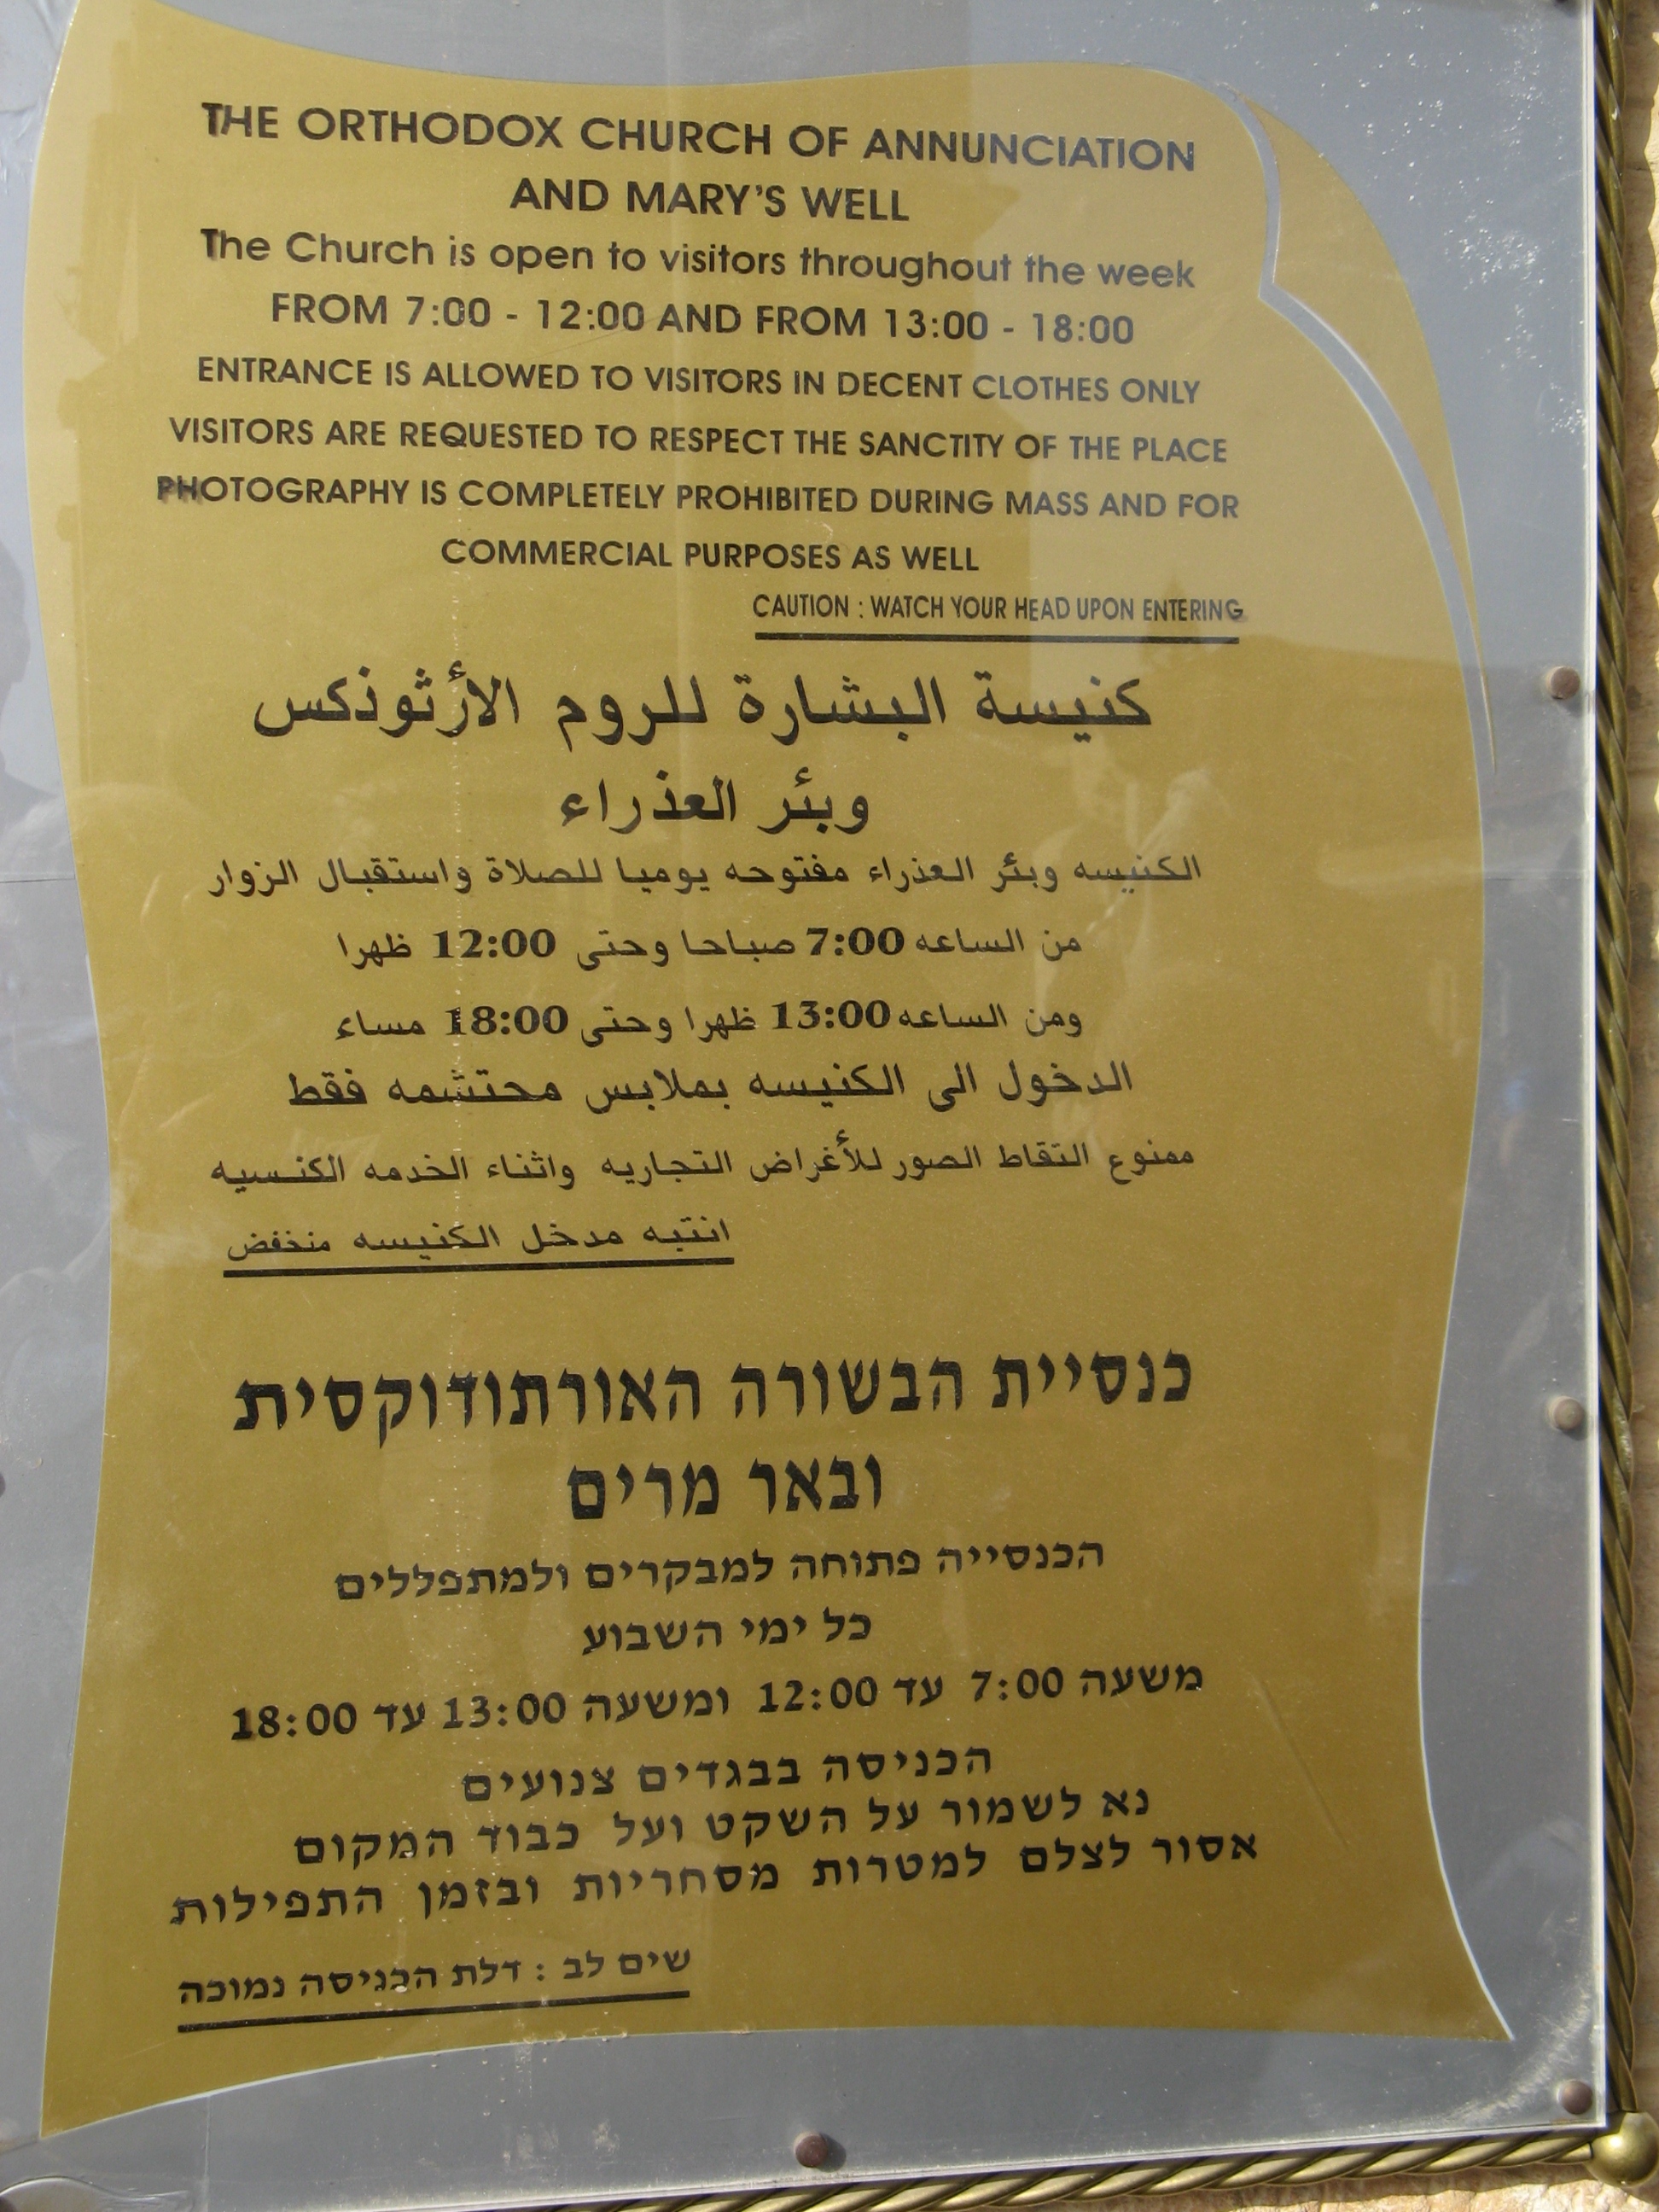 THE ORTHODOX CHURCH OF ANNUNCIATION
AND MARY'S WELL
The Church is open to visitors throughout the week
FROM 7:00 - 12:00 AND FROM 13:00 - 18:00
ENTRANCE IS ALLOWED TO VISITORS IN DECENT CLOTHES ONLY
VISITORS ARE REQUESTED TO RESPECT THE SANCTITY OF THE PLACE
PHOTOGRAPHY IS COMPLETELY PROHIBITED DURING MASS AND FOR
COMMERCIAL PURPOSES AS WELL
CAUTION : WATCH YOUR HEAD UPON ENTERING
كنيسة البشارة للروم الأرثوذكس
وبئر العذراء
الكنيسه وبئر العذراء مفتوحه يوميا للصلاة واستقبال الزوار
من الساعه 7:00 صباحا وحتى 12:00 ظهرا
ومن الساعه 13:00 ظهرا وحتى 18:00 مساء
الدخول الى الكنيسه بملابس محتشمه فقط
ممنوع التقاط الصور للأغراض التجاريه واثناء الخدمه الكنسيه
انتبه مدخل الكنيسه منخفض
כנסיית הבשורה האורתודוקסית
ובאר מרים
הכנסייה פתוחה למבקרים ולמתפללים
כל ימי השבוע
משעה 7:00 עד 12:00 ומשעה 13:00 עד 18:00
הכניסה בבגדים צנועים
נא לשמור על השקט ועל כבוד המקום
אסור לצלם למטרות מסחריות ובזמן התפילות
שים לב : דלת הכניסה נמוכה